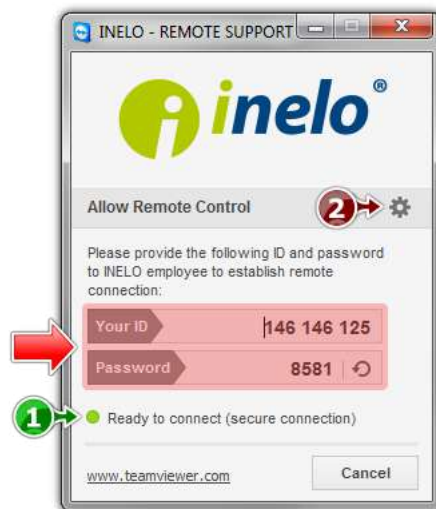 INELO - REMOTE SUPPORT
inelo®
Allow Remote Control
2
Please provide the following ID and password
to INELO employee to establish remote
connection:
Your ID 146 146 125
Password 8581
1 Ready to connect (secure connection)
www.teamviewer.com Cancel